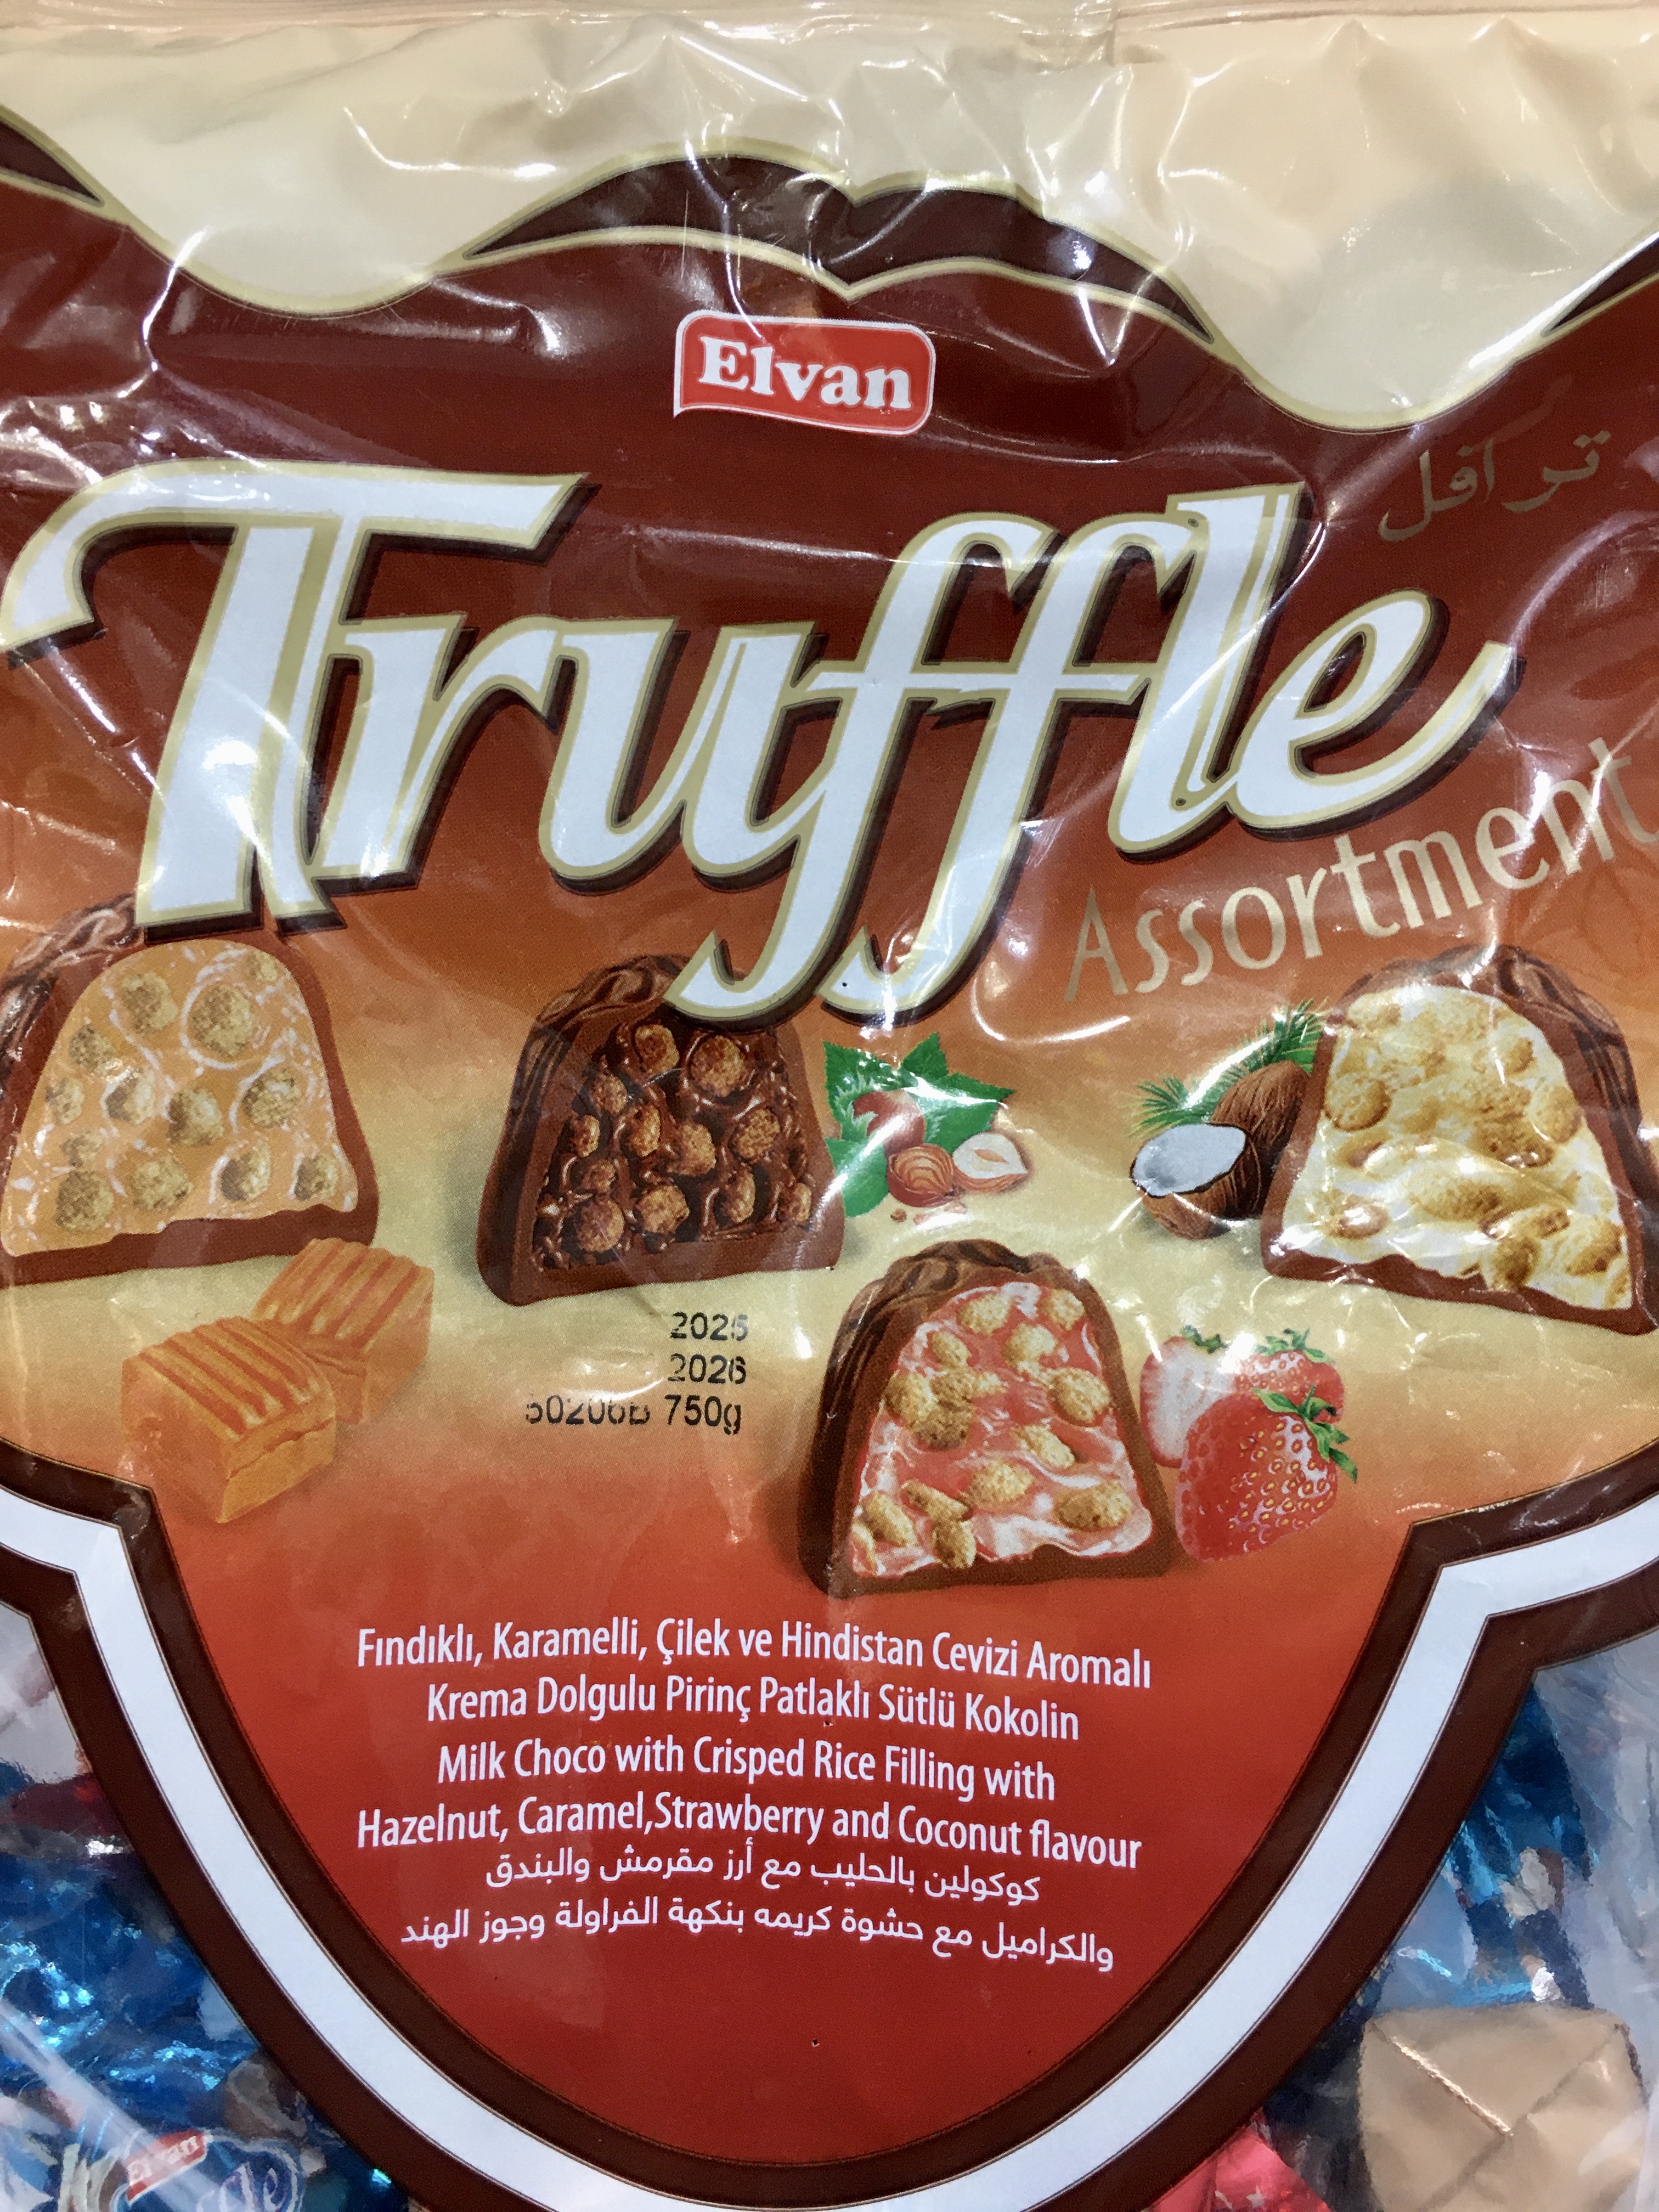 Elvan
ترافل
Truffle
Assortment
2025
2026
50206B 750g
Fındıklı, Karamelli, Çilek ve Hindistan Cevizi Aromalı
Krema Dolgulu Pirinç Patlaklı Sütlü Kokolin
Milk Choco with Crisped Rice Filling with
Hazelnut, Caramel,Strawberry and Coconut flavour
كوكولين بالحليب مع أرز مقرمش والبندق
والكراميل مع حشوة كريمه بنكهة الفراولة وجوز الهند
Elvan